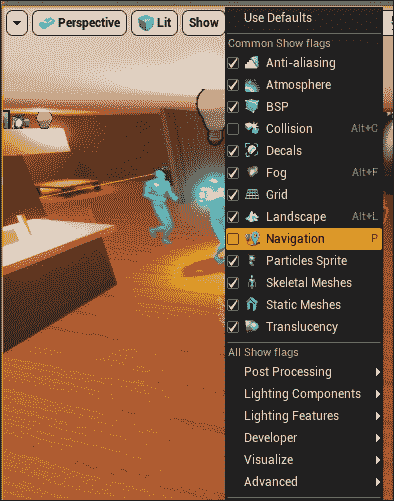 Perspective Lit Show
Use Defaults
Common Show flags
Anti-aliasing
Atmosphere
BSP
Collision Alt+C
Decals
Fog Alt+F
Grid
Landscape Alt+L
Navigation P
Particles Sprite
Skeletal Meshes
Static Meshes
Translucency
All Show flags
Post Processing
Lighting Components
Lighting Features
Developer
Visualize
Advanced